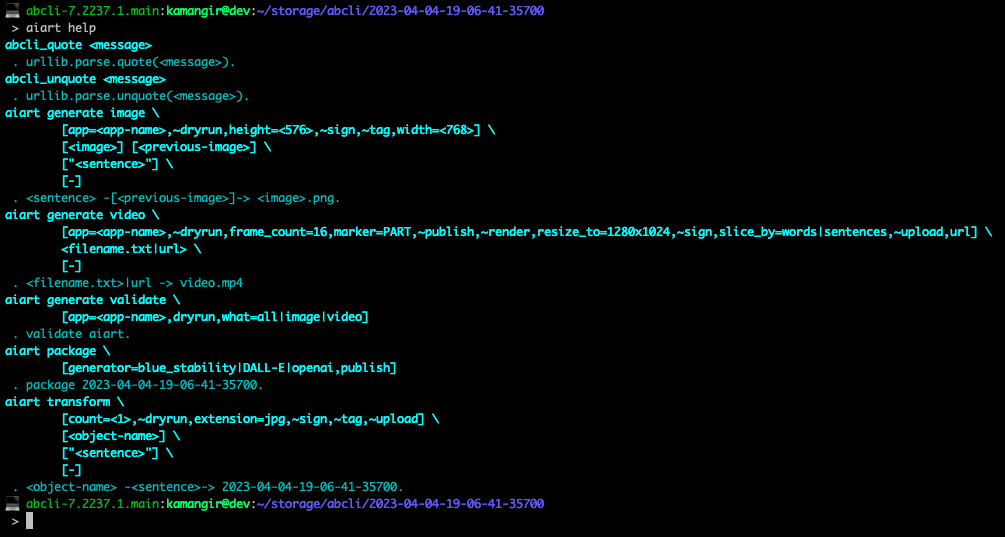 abcli-7.2237.1.main:kamangir@dev:~/storage/abcli/2023-04-04-19-06-41-35700
> aiart help
abcli_quote <message>
. urllib.parse.quote(<message>).
abcli_unquote <message>
. urllib.parse.unquote(<message>).
aiart generate image \
[app=<app-name>,~dryrun,height=<576>,~sign,~tag,width=<768>] \
[<image>] [<previous-image>] \
["<sentence>"] \
[-]
. <sentence> -[<previous-image>]-> <image>.png.
aiart generate video \
[app=<app-name>,~dryrun,frame_count=16,marker=PART,~publish,~render,resize_to=1280x1024,~sign,slice_by=words|sentences,~upload,url] \
<filename.txt|url> \
[-]
. <filename.txt>|url -> video.mp4
aiart generate validate \
[app=<app-name>,dryrun,what=all|image|video]
. validate aiart.
aiart package \
[generator=blue_stability|DALL-E|openai,publish]
. package 2023-04-04-19-06-41-35700.
aiart transform \
[count=<1>,~dryrun,extension=jpg,~sign,~tag,~upload] \
[<object-name>] \
["<sentence>"] \
[-]
. <object-name> -<sentence>-> 2023-04-04-19-06-41-35700.
abcli-7.2237.1.main:kamangir@dev:~/storage/abcli/2023-04-04-19-06-41-35700
>